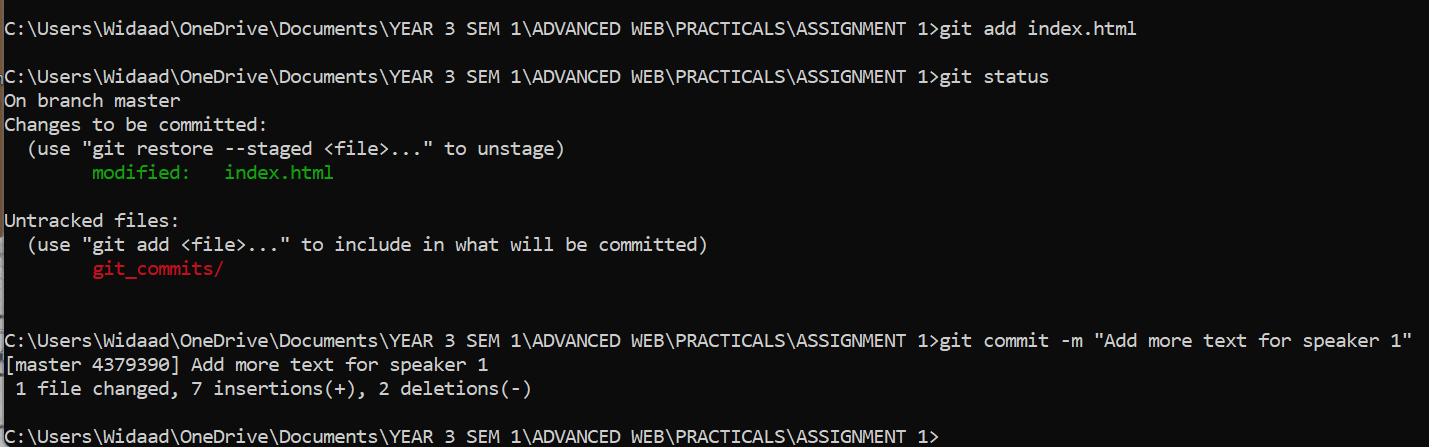 C:\Users\Widaad\OneDrive\Documents\YEAR 3 SEM 1\ADVANCED WEB\PRACTICALS\ASSIGNMENT 1>git add index.html
C:\Users\Widaad\OneDrive\Documents\YEAR 3 SEM 1\ADVANCED WEB\PRACTICALS\ASSIGNMENT 1>git status
On branch master
Changes to be committed:
  (use "git restore --staged <file>..." to unstage)
        modified:   index.html
Untracked files:
  (use "git add <file>..." to include in what will be committed)
        git_commits/
C:\Users\Widaad\OneDrive\Documents\YEAR 3 SEM 1\ADVANCED WEB\PRACTICALS\ASSIGNMENT 1>git commit -m "Add more text for speaker 1"
[master 4379390] Add more text for speaker 1
 1 file changed, 7 insertions(+), 2 deletions(-)
C:\Users\Widaad\OneDrive\Documents\YEAR 3 SEM 1\ADVANCED WEB\PRACTICALS\ASSIGNMENT 1>